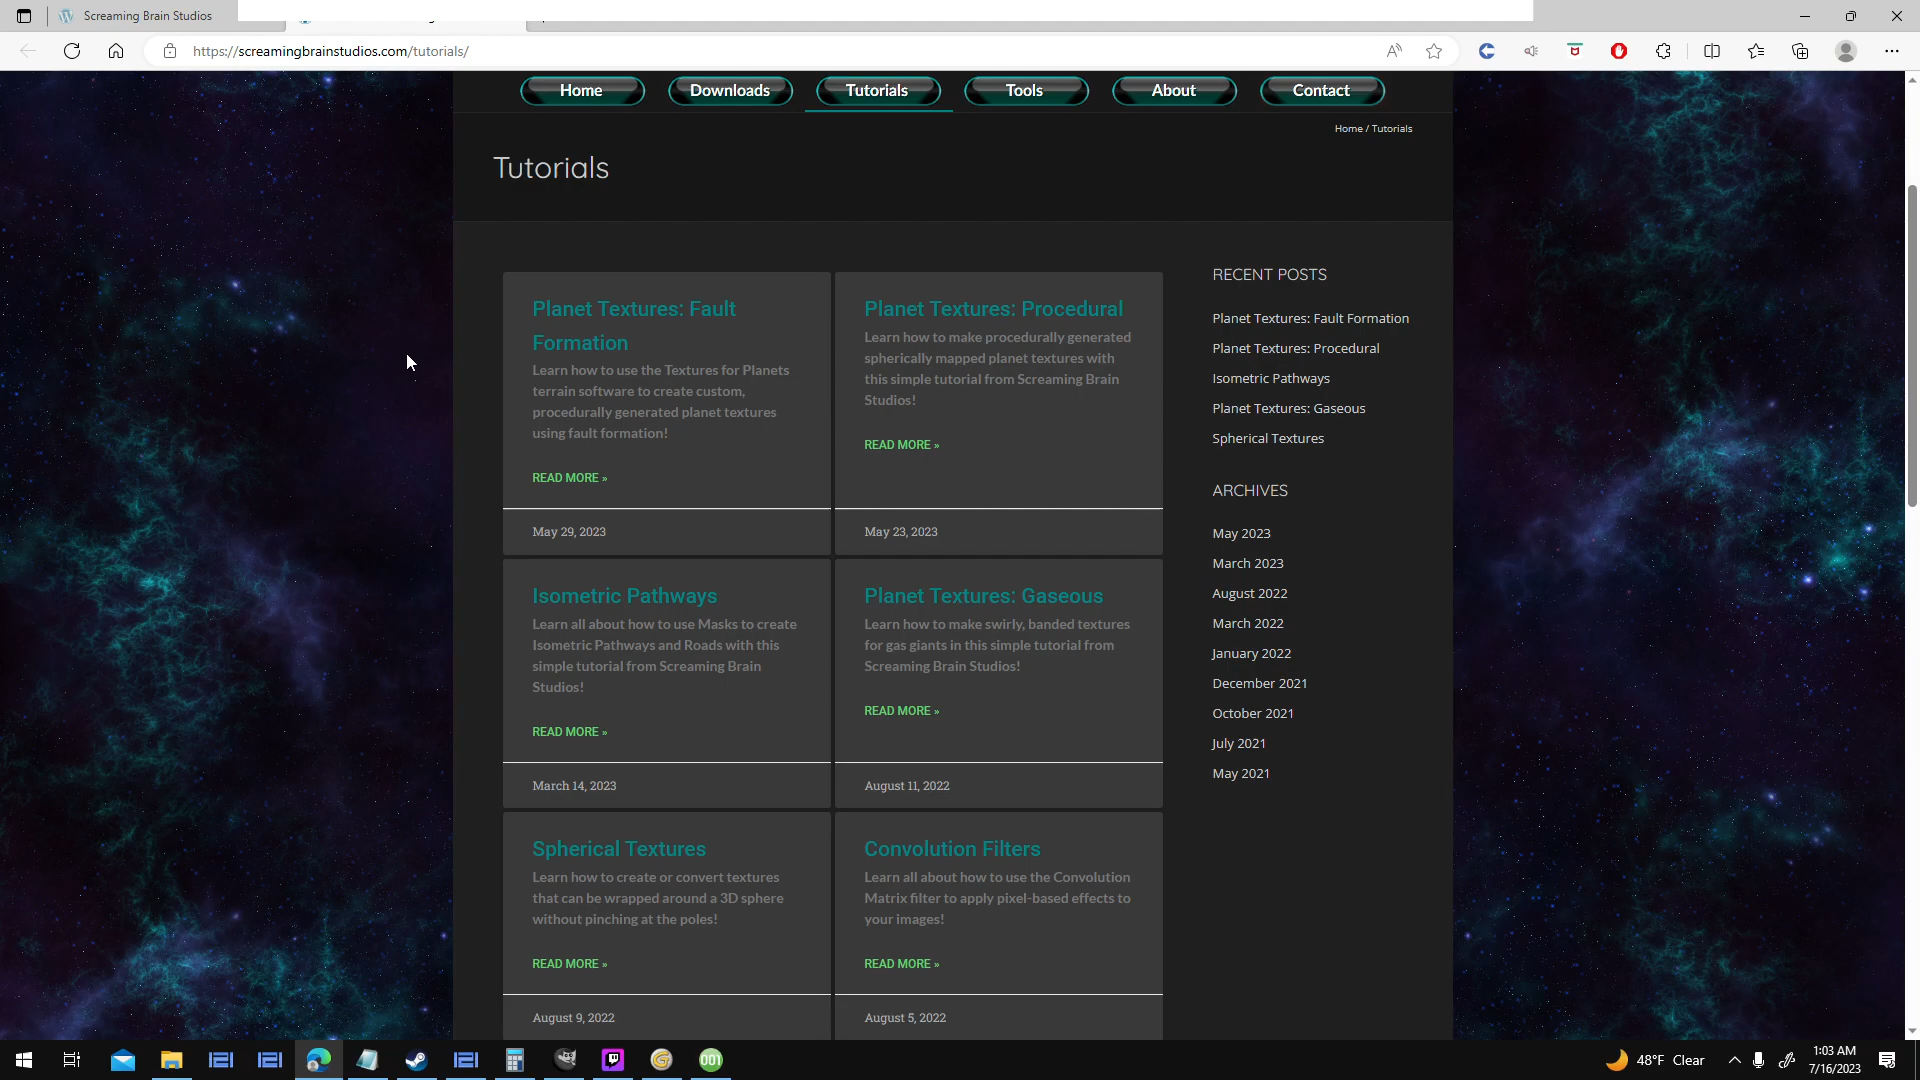 Screaming Brain Studios
https://screamingbrainstudios.com/tutorials/
Home
Downloads
Tutorials
Tools
About
Contact
Home / Tutorials
Tutorials
Planet Textures: Fault
Formation
Learn how to use the Textures for Planets
terrain software to create custom,
procedurally generated planet textures
using fault formation!
READ MORE »
May 29, 2023
Planet Textures: Procedural
Learn how to make procedurally generated
spherically mapped planet textures with
this simple tutorial from Screaming Brain
Studios!
READ MORE »
May 23, 2023
Isometric Pathways
Learn all about how to use Masks to create
Isometric Pathways and Roads with this
simple tutorial from Screaming Brain
Studios!
READ MORE »
March 14, 2023
Planet Textures: Gaseous
Learn how to make swirly, banded textures
for gas giants in this simple tutorial from
Screaming Brain Studios!
READ MORE »
August 11, 2022
Spherical Textures
Learn how to create or convert textures
that can be wrapped around a 3D sphere
without pinching at the poles!
READ MORE »
August 9, 2022
Convolution Filters
Learn all about how to use the Convolution
Matrix filter to apply pixel-based effects to
your images!
READ MORE »
August 5, 2022
RECENT POSTS
Planet Textures: Fault Formation
Planet Textures: Procedural
Isometric Pathways
Planet Textures: Gaseous
Spherical Textures
ARCHIVES
May 2023
March 2023
August 2022
March 2022
January 2022
December 2021
October 2021
July 2021
May 2021
48°F Clear
1:03 AM
7/16/2023